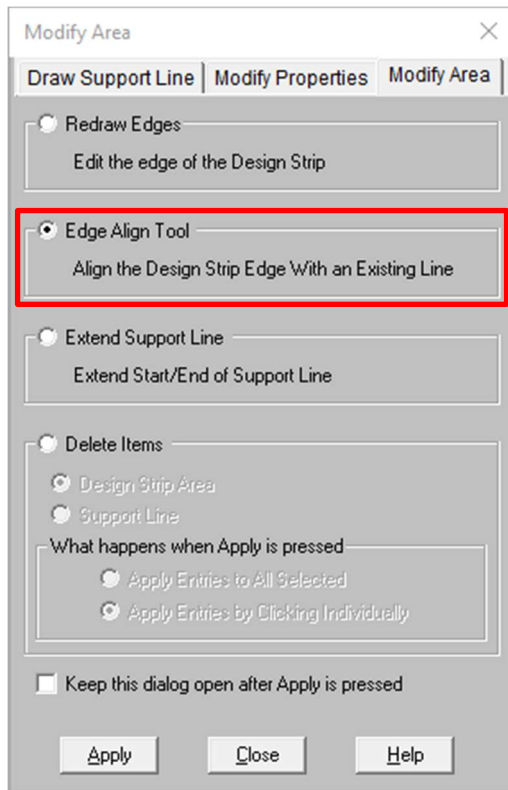 Modify Area
Draw Support Line Modify Properties Modify Area
Redraw Edges
Edit the edge of the Design Strip
Edge Align Tool
Align the Design Strip Edge With an Existing Line
Extend Support Line
Extend Start/End of Support Line
Delete Items
Design Strip Area
Support Line
What happens when Apply is pressed
Apply Entries to All Selected
Apply Entries by Clicking Individually
Keep this dialog open after Apply is pressed
Apply Close Help